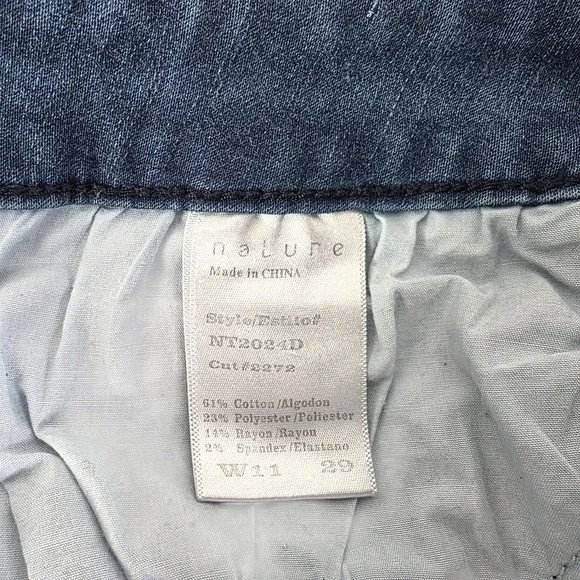 nature
Made in CHINA
Style/Estilo#
NT2024D
Cut#2272
61% Cotton/Algodon
23% Polyester/Poliester
14% Rayon/Rayon
2% Spandex/Elastano
W11 29